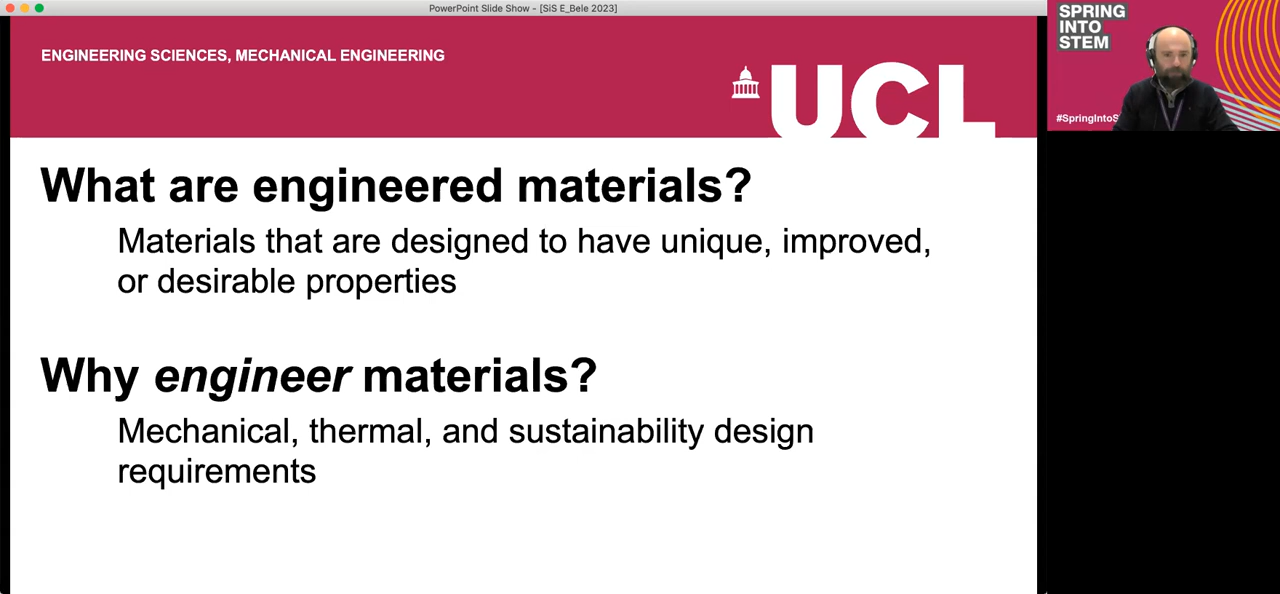 PowerPoint Slide Show - [SiS E_Bele 2023]
ENGINEERING SCIENCES, MECHANICAL ENGINEERING
UCL
What are engineered materials?
Materials that are designed to have unique, improved,
or desirable properties
Why engineer materials?
Mechanical, thermal, and sustainability design
requirements
SPRING
INTO
STEM
#SpringIntoS